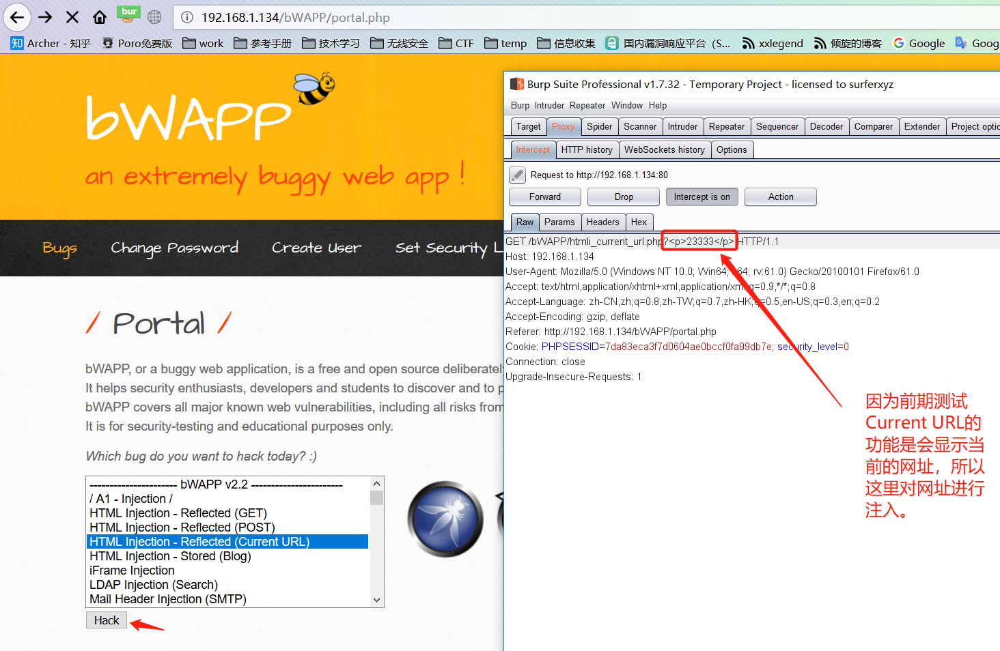 bur
192.168.1.134/bWAPP/portal.php
知 Archer - 知乎 Poro免费版 work 参考手册 技术学习 无线安全 CTF temp 信息收集 国内漏洞响应平台（S... xxlegend 倾旋的博客 Google Goog
bWAPP
an extremely buggy web app !
Bugs Change Password Create User Set Security L
/ Portal /
bWAPP, or a buggy web application, is a free and open source deliberatel
It helps security enthusiasts, developers and students to discover and to p
bWAPP covers all major known web vulnerabilities, including all risks from
It is for security-testing and educational purposes only.
Which bug do you want to hack today? :)
---------------------- bWAPP v2.2 -----------------------
/ A1 - Injection /
HTML Injection - Reflected (GET)
HTML Injection - Reflected (POST)
HTML Injection - Reflected (Current URL)
HTML Injection - Stored (Blog)
iFrame Injection
LDAP Injection (Search)
Mail Header Injection (SMTP)
Hack
Burp Suite Professional v1.7.32 - Temporary Project - licensed to surferxyz
Burp Intruder Repeater Window Help
Target Proxy Spider Scanner Intruder Repeater Sequencer Decoder Comparer Extender Project optio
Intercept HTTP history WebSockets history Options
Request to http://192.168.1.134:80
Forward Drop Intercept is on Action
Raw Params Headers Hex
GET /bWAPP/htmli_current_url.php?<p>23333</p> HTTP/1.1
Host: 192.168.1.134
User-Agent: Mozilla/5.0 (Windows NT 10.0; Win64; x64; rv:61.0) Gecko/20100101 Firefox/61.0
Accept: text/html,application/xhtml+xml,application/xml;q=0.9,*/*;q=0.8
Accept-Language: zh-CN,zh;q=0.8,zh-TW;q=0.7,zh-HK;q=0.5,en-US;q=0.3,en;q=0.2
Accept-Encoding: gzip, deflate
Referer: http://192.168.1.134/bWAPP/portal.php
Cookie: PHPSESSID=7da83eca3f7d0604ae0bccf0fa99db7e; security_level=0
Connection: close
Upgrade-Insecure-Requests: 1
因为前期测试
Current URL的
功能是会显示当
前的网址，所以
这里对网址进行
注入。